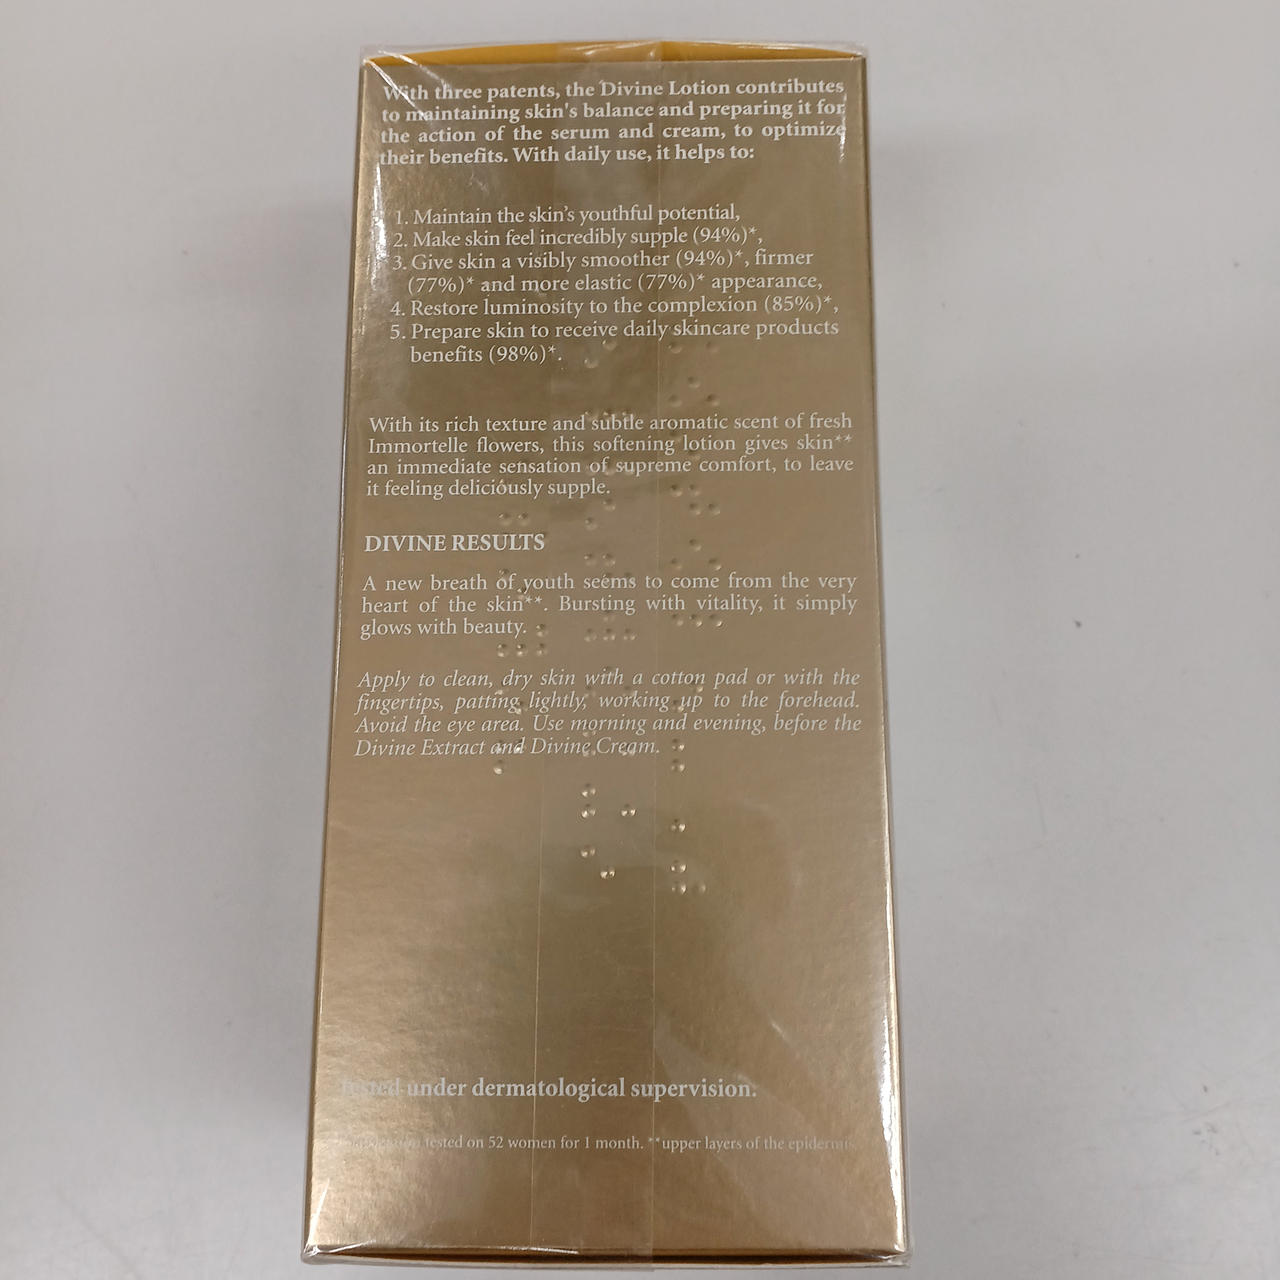 With three patents, the Divine Lotion contributes
to maintaining skin's balance and preparing it for
the action of the serum and cream, to optimize
their benefits. With daily use, it helps to:
1. Maintain the skin's youthful potential,
2. Make skin feel incredibly supple (94%)*,
3. Give skin a visibly smoother (94%)*, firmer
(77%)* and more elastic (77%)* appearance,
4. Restore luminosity to the complexion (85%)*,
5. Prepare skin to receive daily skincare products
benefits (98%)*.
With its rich texture and subtle aromatic scent of fresh
Immortelle flowers, this softening lotion gives skin**
an immediate sensation of supreme comfort, to leave
it feeling deliciously supple.
DIVINE RESULTS
A new breath of youth seems to come from the very
heart of the skin**. Bursting with vitality, it simply
glows with beauty.
Apply to clean, dry skin with a cotton pad or with the
fingertips, patting lightly, working up to the forehead.
Avoid the eye area. Use morning and evening, before the
Divine Extract and Divine Cream.
tested under dermatological supervision.
tested on 52 women for 1 month. **upper layers of the epidermis